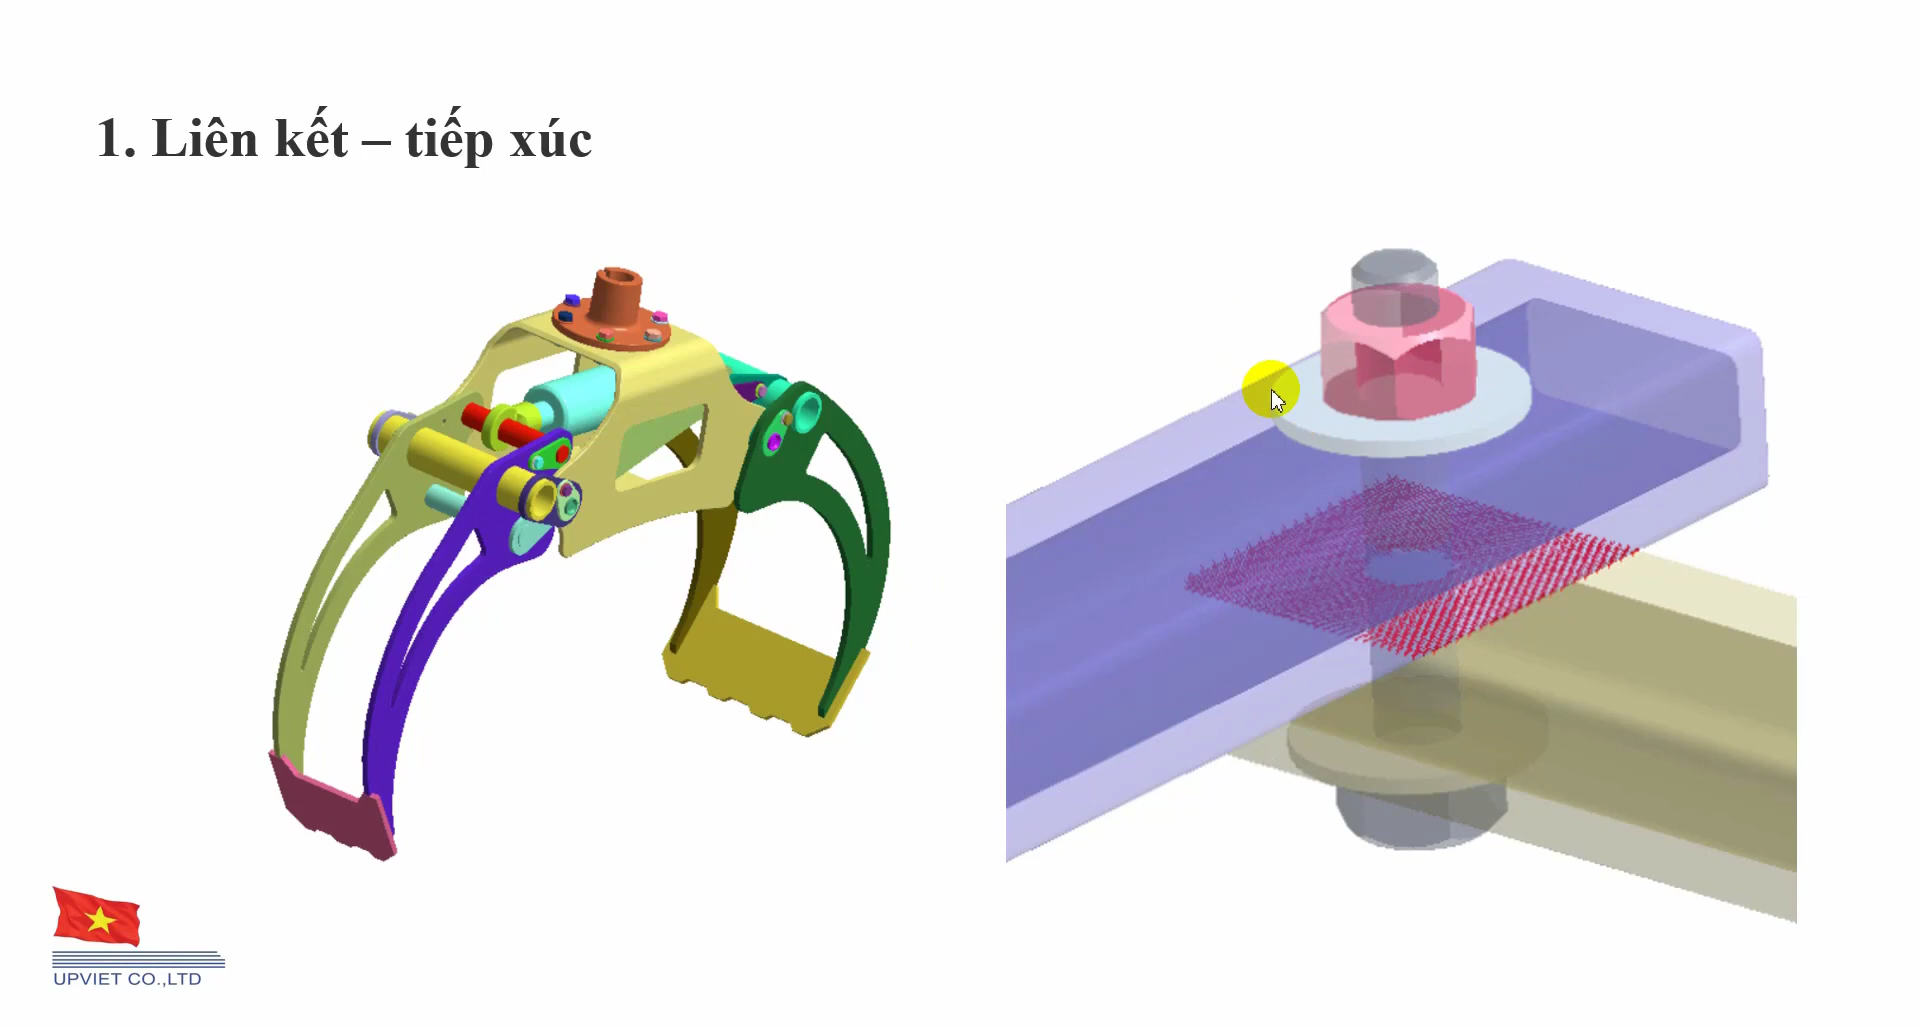 1. Liên kết – tiếp xúc
UPVIET CO.,LTD